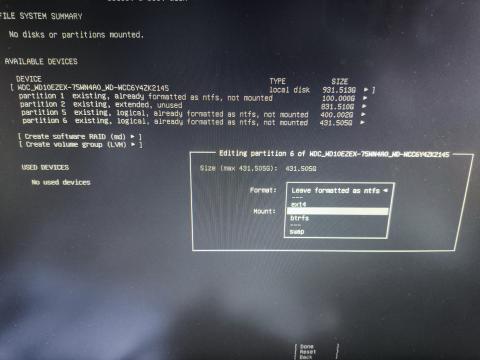 FILE SYSTEM SUMMARY
No disks or partitions mounted.
AVAILABLE DEVICES
DEVICE TYPE SIZE
[ WDC_WD10EZEX-75WN4A0_WD-WCC6Y4ZK2145 local disk 931.513G ► ]
partition 1 existing, already formatted as ntfs, not mounted 100.000G ►
partition 2 existing, extended, unused 831.510G ►
partition 5 existing, logical, already formatted as ntfs, not mounted 400.002G ►
partition 6 existing, logical, already formatted as ntfs, not mounted 431.505G ►
[ Create software RAID (md) ► ]
[ Create volume group (LVM) ► ]
USED DEVICES
No used devices
Editing partition 6 of WDC_WD10EZEX-75WN4A0_WD-WCC6Y4ZK2145
Size (max 431.505G): 431.505G
Format: Leave formatted as ntfs ◄
---
ext4
Mount:
btrfs
---
swap
[ Done ]
[ Reset ]
[ Back ]